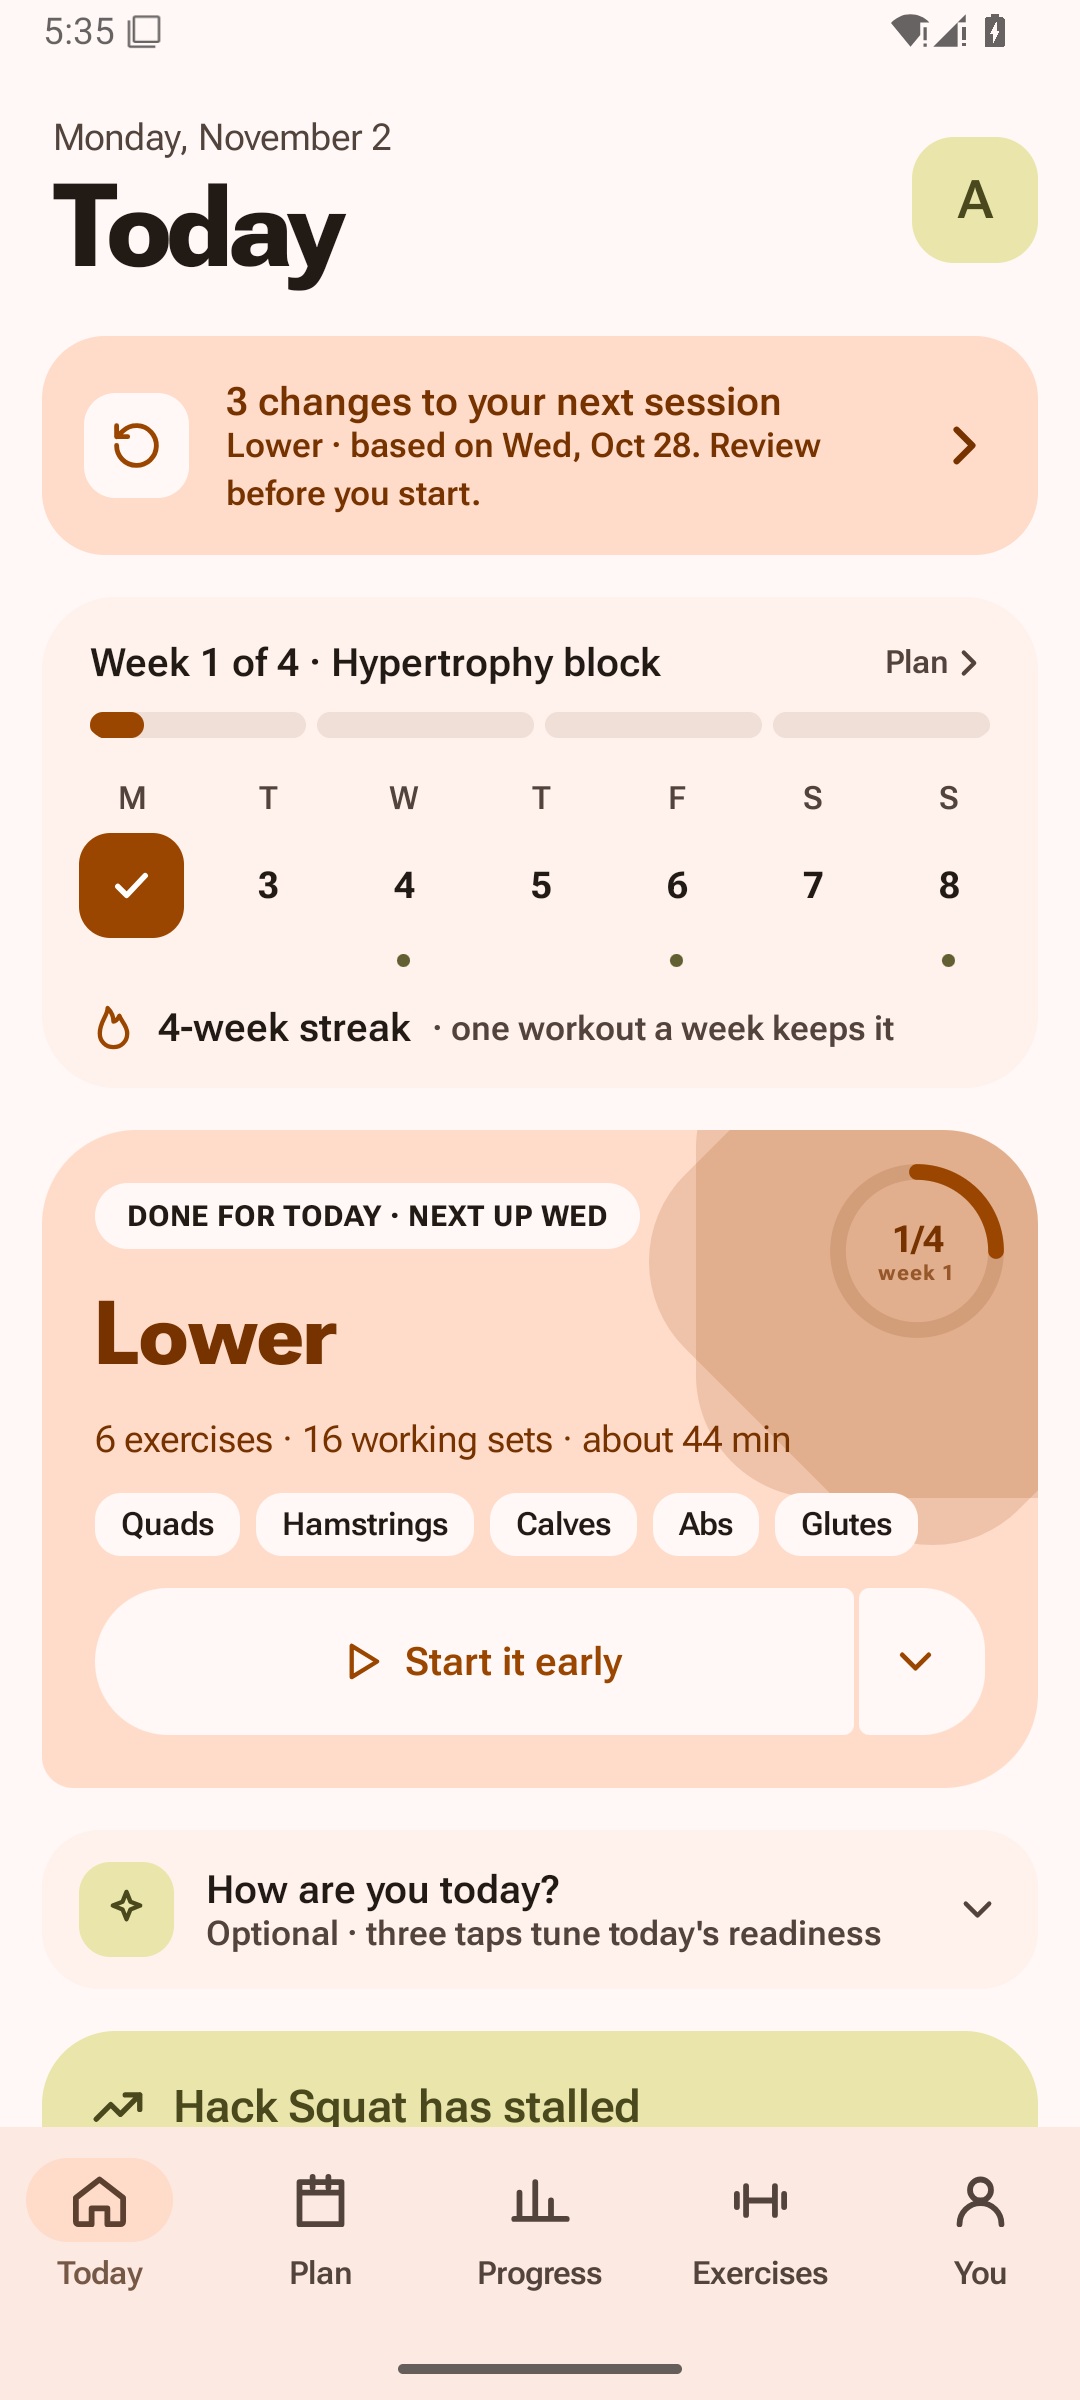 5:35
Monday, November 2
Today
A
3 changes to your next session
Lower · based on Wed, Oct 28. Review
before you start.
Week 1 of 4 · Hypertrophy block
Plan
M T W T F S S
3 4 5 6 7 8
4-week streak · one workout a week keeps it
DONE FOR TODAY · NEXT UP WED
1/4
week 1
Lower
6 exercises · 16 working sets · about 44 min
Quads Hamstrings Calves Abs Glutes
Start it early
How are you today?
Optional · three taps tune today's readiness
Hack Squat has stalled
Today Plan Progress Exercises You